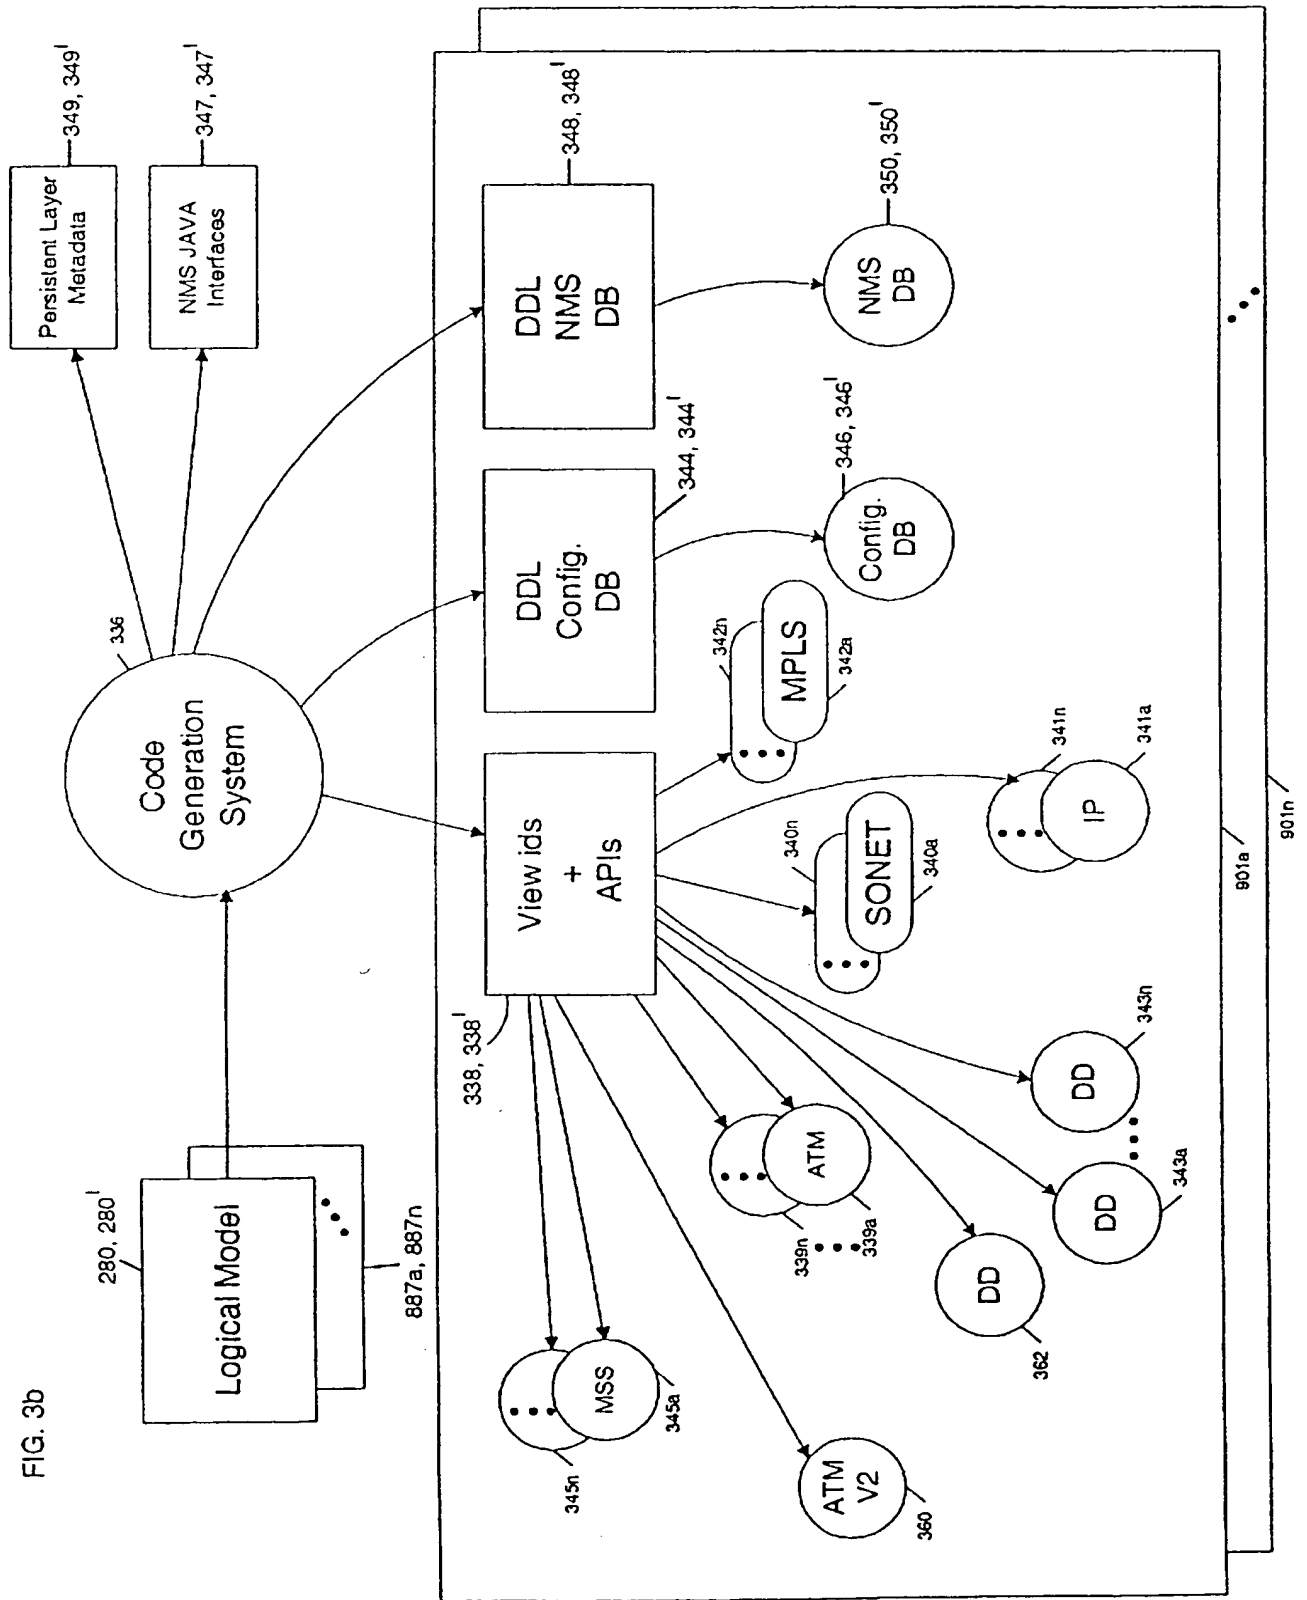 FIG. 3b
280, 280'
Logical Model
887a, 887n
Code
Generation
System
336
Persistent Layer
Metadata
349, 349'
NMS JAVA
Interfaces
347, 347'
338, 338'
View ids
+
APIs
DDL
Config.
DB
344, 344'
DDL
NMS
DB
348, 348'
345n
MSS
345a
ATM
V2
360
339n
339a
ATM
DD
362
DD
343a
DD
343n
340n
SONET
340a
342n
MPLS
342a
341n
IP
341a
Config.
DB
346, 346'
NMS
DB
350, 350'
901a
901n